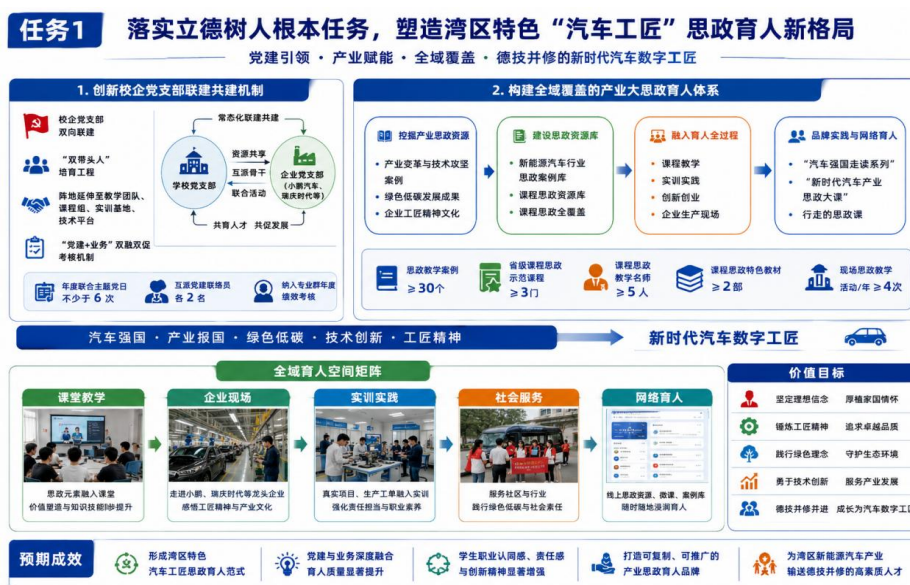 任务1
落实立德树人根本任务，塑造湾区特色“汽车工匠”思政育人新格局
党建引领 · 产业赋能 · 全域覆盖 · 德技并修的新时代汽车数字工匠
1. 创新校企党支部联建共建机制
校企党支部
双向联建
“双带头人”
培育工程
阵地延伸至教学团队、
课程组、实训基地、
技术平台
“党建+业务”双融双促
考核机制
常态化联建共建
学校党支部
资源共享
互派骨干
联合活动
企业党支部
(小鹏汽车、
瑞庆时代等)
共育人才 共促发展
年度联合主题党日
不少于 6 次
互派党建联络员
各 2 名
纳入专业群年度
绩效考核
2. 构建全域覆盖的产业大思政育人体系
挖掘产业思政资源
• 产业变革与技术攻坚
案例
• 绿色低碳发展成果
• 企业工匠精神文化
建设思政资源库
• 新能源汽车行业
思政案例库
• 课程思政资源库
• 课程思政全覆盖
融入育人全过程
• 课程教学
• 实训实践
• 创新创业
• 企业生产现场
品牌实践与网络育人
• “汽车强国走读系列”
• “新时代汽车产业
思政大课”
• 行走的思政课
思政教学案例
≥30个
省级课程思政
示范课程
≥3门
课程思政
教学名师
≥5 人
课程思政特色教材
≥2部
现场思政教学
活动/年 ≥4次
汽车强国 · 产业报国 · 绿色低碳 · 技术创新 · 工匠精神
新时代汽车数字工匠
全域育人空间矩阵
课堂教学
思政元素融入课堂
价值塑造与知识技能同步提升
企业现场
走进小鹏、瑞庆时代等龙头企业
感悟工匠精神与产业文化
实训实践
真实项目、生产工单融入实训
强化责任担当与职业素养
社会服务
服务社区与行业
践行绿色低碳与社会责任
网络育人
线上思政资源、微课、案例库
随时随地浸润育人
价值目标
坚定理想信念 厚植家国情怀
锤炼工匠精神 追求卓越品质
践行绿色理念 守护生态环境
勇于技术创新 服务产业发展
德技并修并进 成长为汽车数字工
预期成效
形成湾区特色
汽车工匠思政育人范式
党建与业务深度融合
育人质量显著提升
学生职业认同感、责任感
与创新精神显著增强
打造可复制、可推广的
产业思政育人品牌
为湾区新能源汽车产业
输送德技并修的高素质人才